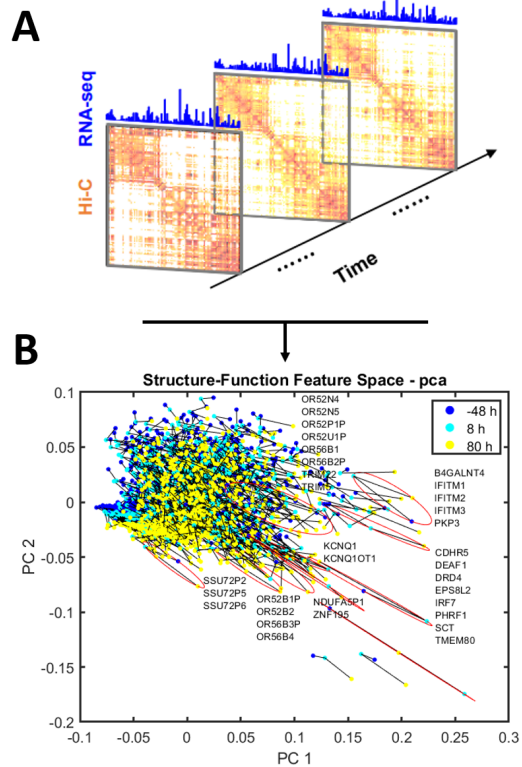 A
RNA-seq
Hi-C
Time
B
Structure-Function Feature Space - pca
-48 h
8 h
80 h
OR52N4
OR52N5
OR52P1P
OR52U1P
OR56B1
OR56B2P
TRIM22
TRIM5
B4GALNT4
IFITM1
IFITM2
IFITM3
PKP3
KCNQ1
KCNQ1OT1
CDHR5
DEAF1
DRD4
EPS8L2
IRF7
PHRF1
SCT
TMEM80
SSU72P2
SSU72P5
SSU72P6
OR52B1P
OR52B2
OR56B3P
OR56B4
NDUFA5P1
ZNF195
0.1
0.05
0
-0.05
-0.1
-0.15
-0.2
PC 2
-0.1
-0.05
0
0.05
0.1
0.15
0.2
0.25
0.3
PC 1